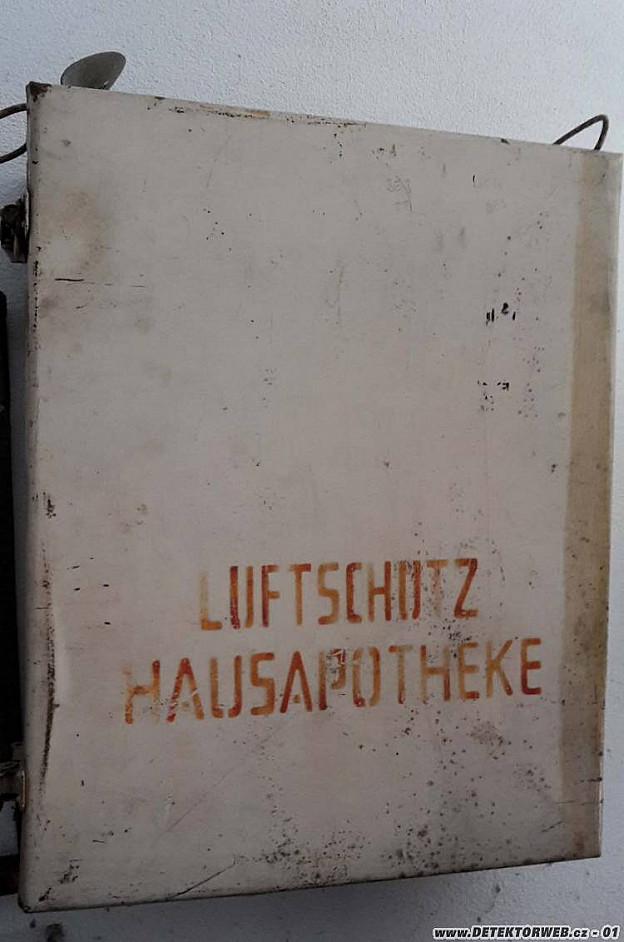 LUFTSCHUTZ
HAUSAPOTHEKE
www.DETEKTORWEB.cz - 01